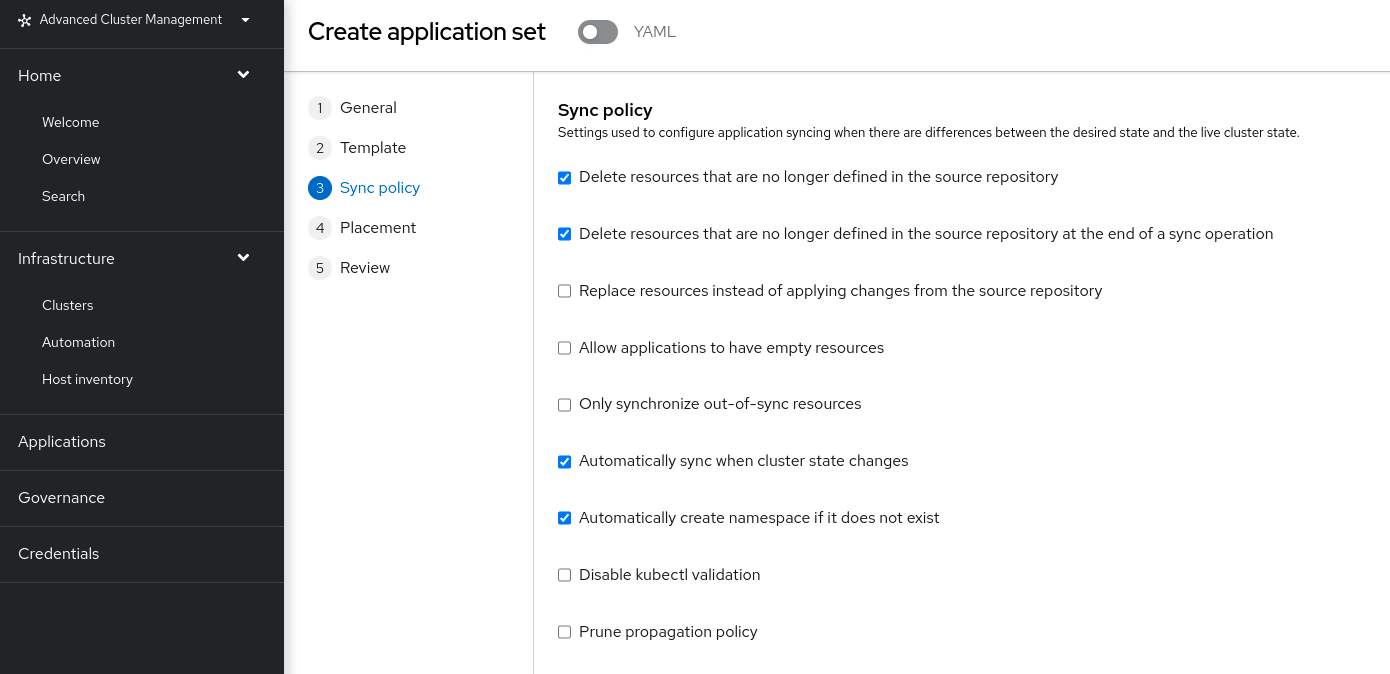 Advanced Cluster Management
Home
Welcome
Overview
Search
Infrastructure
Clusters
Automation
Host inventory
Applications
Governance
Credentials
Create application set
YAML
1 General
2 Template
3 Sync policy
4 Placement
5 Review
Sync policy
Settings used to configure application syncing when there are differences between the desired state and the live cluster state.
Delete resources that are no longer defined in the source repository
Delete resources that are no longer defined in the source repository at the end of a sync operation
Replace resources instead of applying changes from the source repository
Allow applications to have empty resources
Only synchronize out-of-sync resources
Automatically sync when cluster state changes
Automatically create namespace if it does not exist
Disable kubectl validation
Prune propagation policy